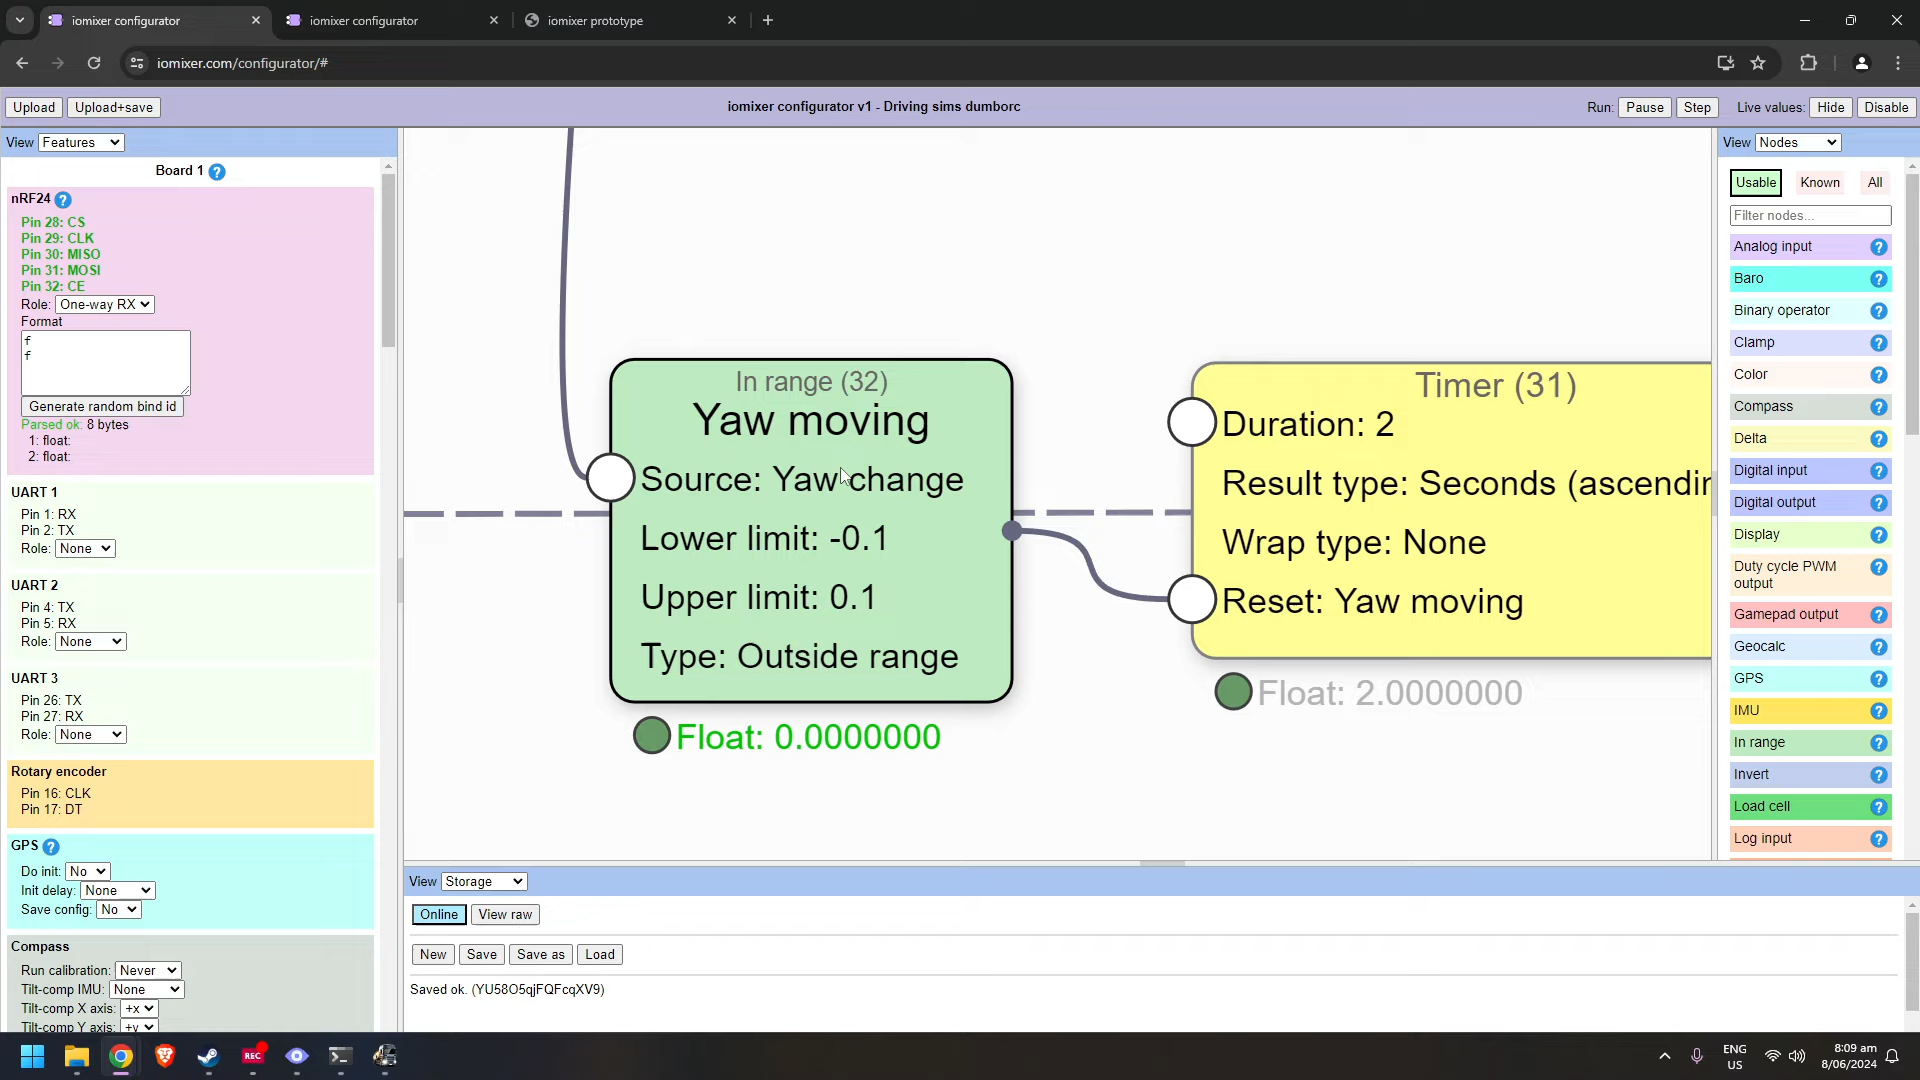 iomixer configurator
iomixer configurator
iomixer prototype
iomixer.com/configurator/#
Upload
Upload+save
iomixer configurator v1 - Driving sims dumborc
Run:
Pause
Step
Live values:
Hide
Disable
View
Features
Board 1
?
nRF24
?
Pin 28: CS
Pin 29: CLK
Pin 30: MISO
Pin 31: MOSI
Pin 32: CE
Role:
One-way RX
Format
f
f
Generate random bind id
Parsed ok: 8 bytes
1: float:
2: float:
UART 1
Pin 1: RX
Pin 2: TX
Role:
None
UART 2
Pin 4: TX
Pin 5: RX
Role:
None
UART 3
Pin 26: TX
Pin 27: RX
Role:
None
Rotary encoder
Pin 16: CLK
Pin 17: DT
GPS
?
Do init:
No
Init delay:
None
Save config:
No
Compass
Run calibration:
Never
Tilt-comp IMU:
None
Tilt-comp X axis:
+x
Tilt-comp Y axis:
+y
In range (32)
Yaw moving
Source: Yaw change
Lower limit: -0.1
Upper limit: 0.1
Type: Outside range
Float: 0.0000000
Timer (31)
Duration: 2
Result type: Seconds (ascendin
Wrap type: None
Reset: Yaw moving
Float: 2.0000000
View
Storage
Online
View raw
New
Save
Save as
Load
Saved ok. (YU58O5qjFQFcqXV9)
View
Nodes
Usable
Known
All
Filter nodes...
Analog input
?
Baro
?
Binary operator
?
Clamp
?
Color
?
Compass
?
Delta
?
Digital input
?
Digital output
?
Display
?
Duty cycle PWM
output
?
Gamepad output
?
Geocalc
?
GPS
?
IMU
?
In range
?
Invert
?
Load cell
?
Log input
?
REC
ENG
US
8:09 am
8/06/2024